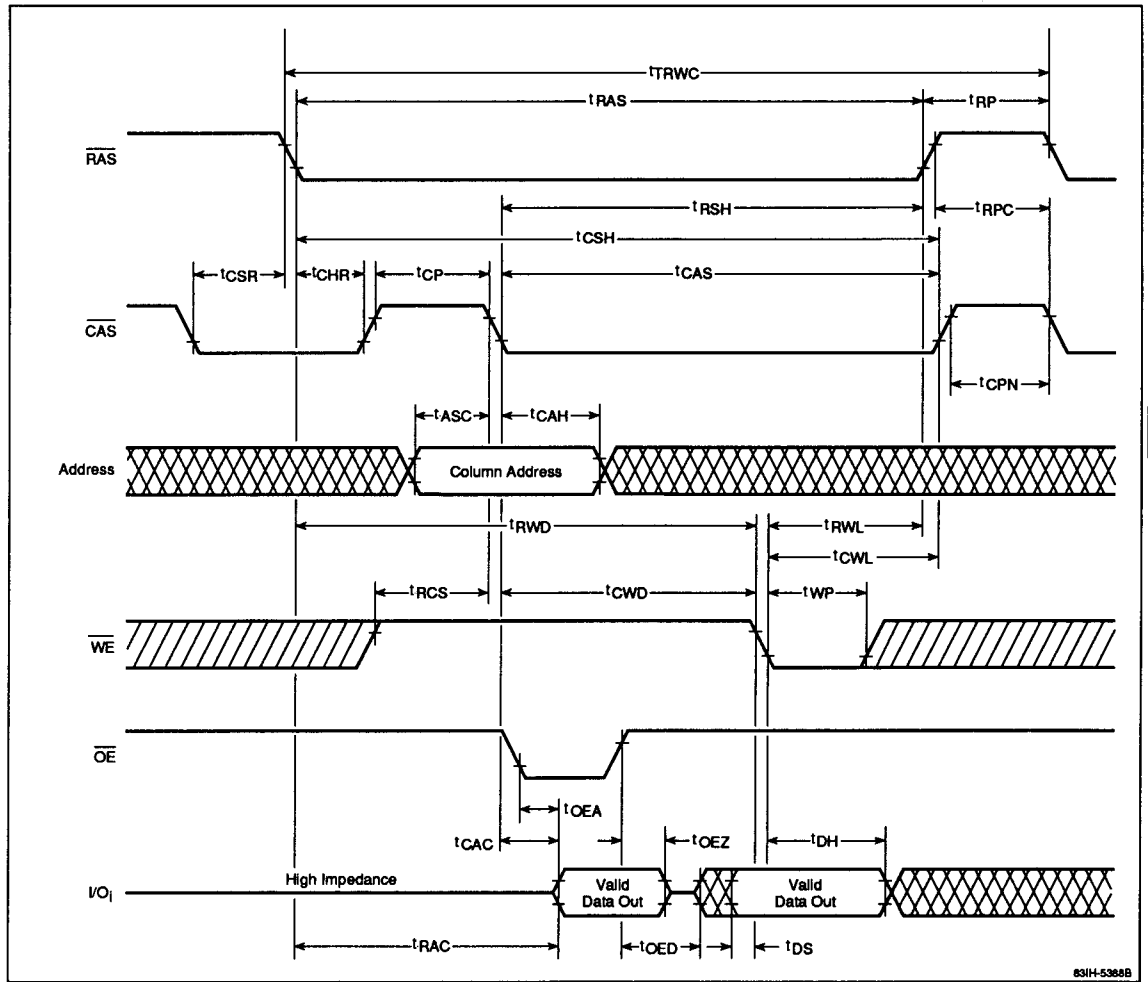 tTRWC
tRAS
tRP
RAS
tRSH
tRPC
tCSH
tCSR
tCHR
tCP
tCAS
CAS
tCPN
tASC
tCAH
Address
Column Address
tRWD
tRWL
tCWL
tRCS
tCWD
tWP
WE
OE
tOEA
tCAC
tOEZ
tDH
High Impedance
I/Oi
Valid
Data Out
Valid
Data Out
tRAC
tOED
tDS
83IH-5388B